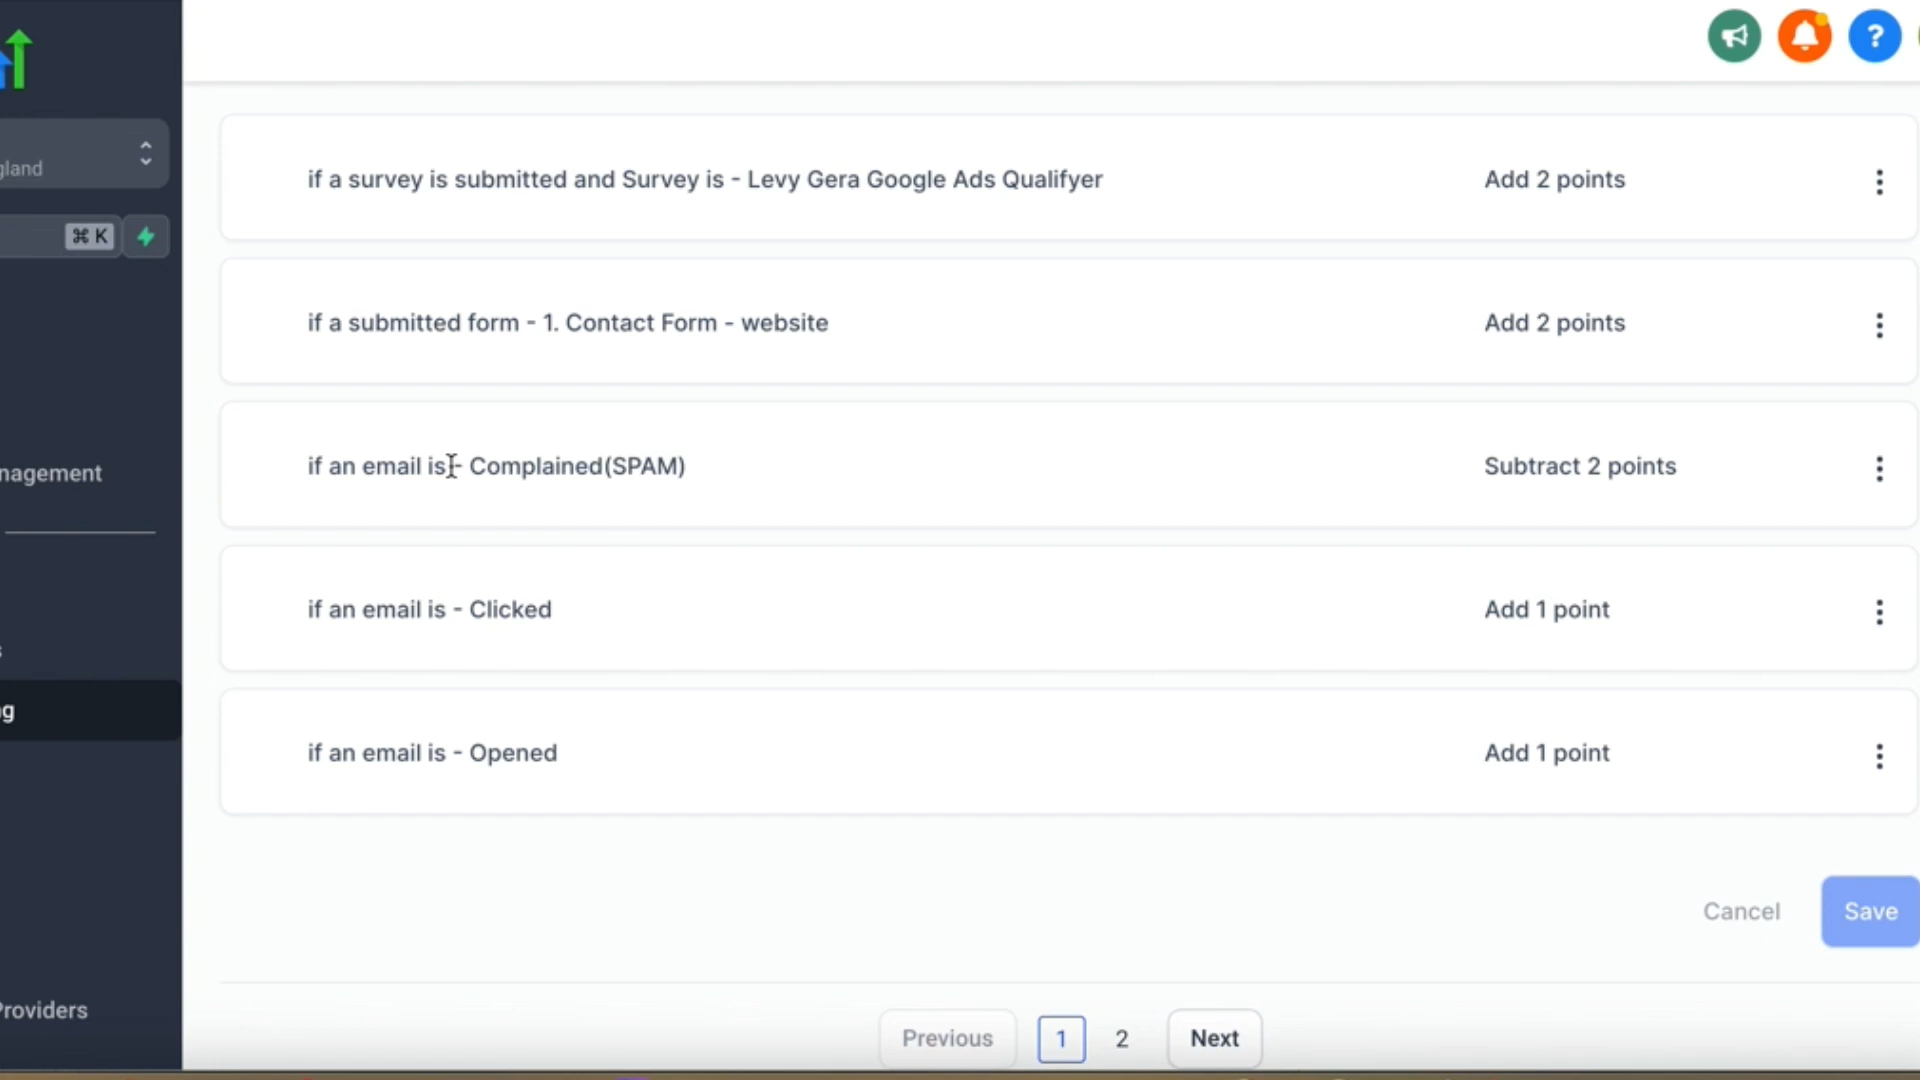 gland
⌘ K
nagement
s
ng
Providers
if a survey is submitted and Survey is - Levy Gera Google Ads Qualifyer
Add 2 points
if a submitted form - 1. Contact Form - website
Add 2 points
if an email is - Complained(SPAM)
Subtract 2 points
if an email is - Clicked
Add 1 point
if an email is - Opened
Add 1 point
Cancel
Save
Previous
1
2
Next
?